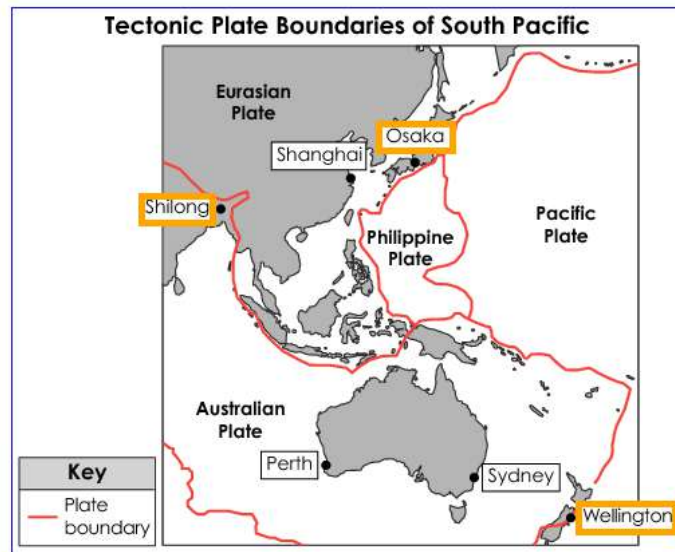 Tectonic Plate Boundaries of South Pacific
Eurasian
Plate
Osaka
Shanghai
Shilong
Pacific
Plate
Philippine
Plate
Australian
Plate
Perth
Sydney
Wellington
Key
Plate
boundary